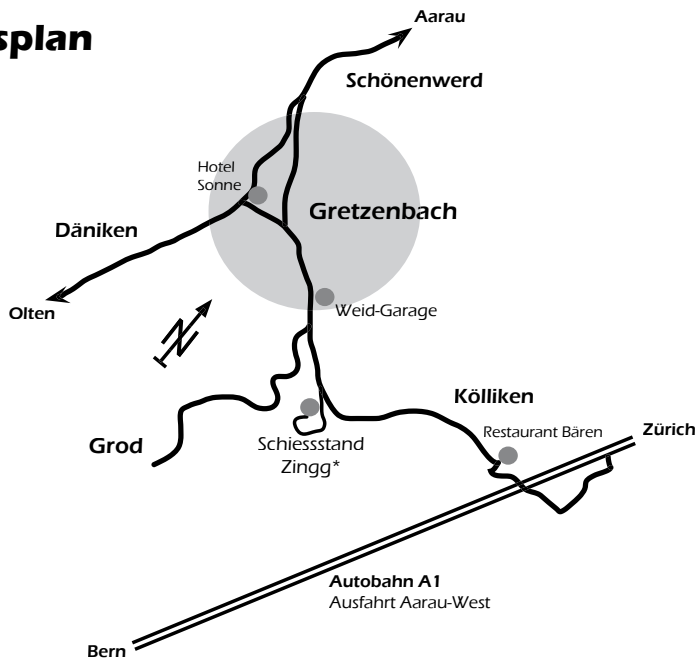 splan
Aarau
Schönenwerd
Hotel
Sonne
Gretzenbach
Däniken
Olten
Weid-Garage
N
Kölliken
Restaurant Bären
Zürich
Grod
Schiessstand
Zingg*
Autobahn A1
Ausfahrt Aarau-West
Bern